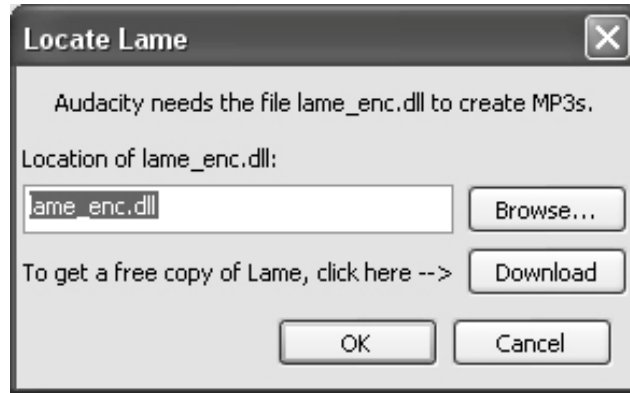 Locate Lame
Audacity needs the file lame_enc.dll to create MP3s.
Location of lame_enc.dll:
lame_enc.dll
Browse...
To get a free copy of Lame, click here -->
Download
OK
Cancel